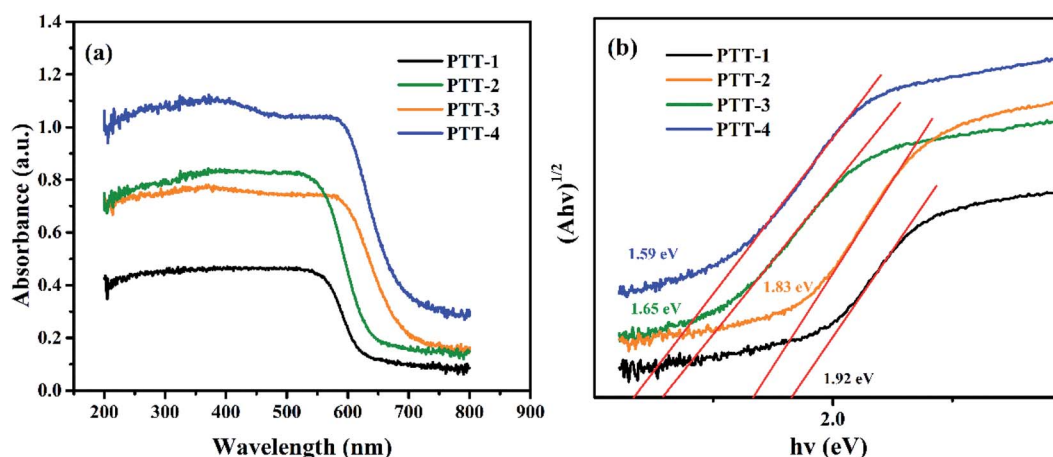 (a)
PTT-1
PTT-2
PTT-3
PTT-4
Absorbance (a.u.)
1.4
1.2
1.0
0.8
0.6
0.4
0.2
0.0
100 200 300 400 500 600 700 800 900
Wavelength (nm)
(b)
PTT-1
PTT-2
PTT-3
PTT-4
(Ahv)^1/2
1.59 eV
1.65 eV
1.83 eV
1.92 eV
2.0
hv (eV)